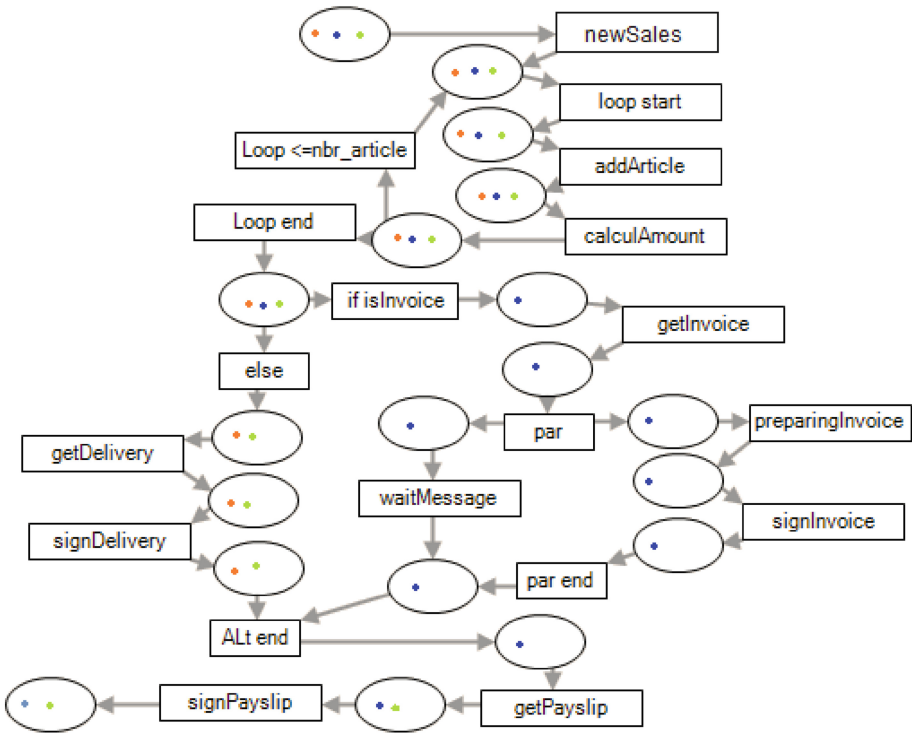 newSales
loop start
Loop <=nbr_article
addArticle
Loop end
calculAmount
if isInvoice
getInvoice
else
par
preparingInvoice
getDelivery
waitMessage
signInvoice
signDelivery
par end
ALt end
signPayslip
getPayslip